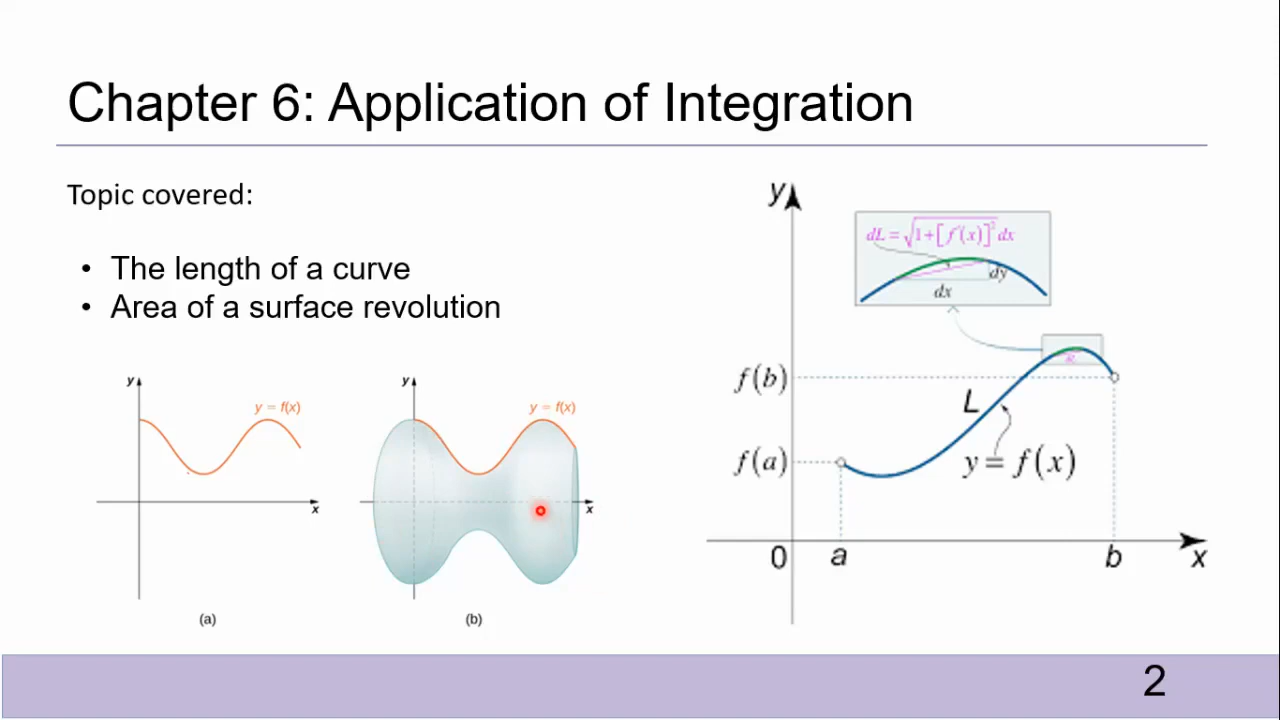 Chapter 6: Application of Integration
Topic covered:
• The length of a curve
• Area of a surface revolution
y
y = f(x)
x
(a)
y
y = f(x)
x
(b)
y
dL = √1+[f'(x)]² dx
dy
dx
f(b)
L
f(a)
y = f(x)
0
a
b
x
2